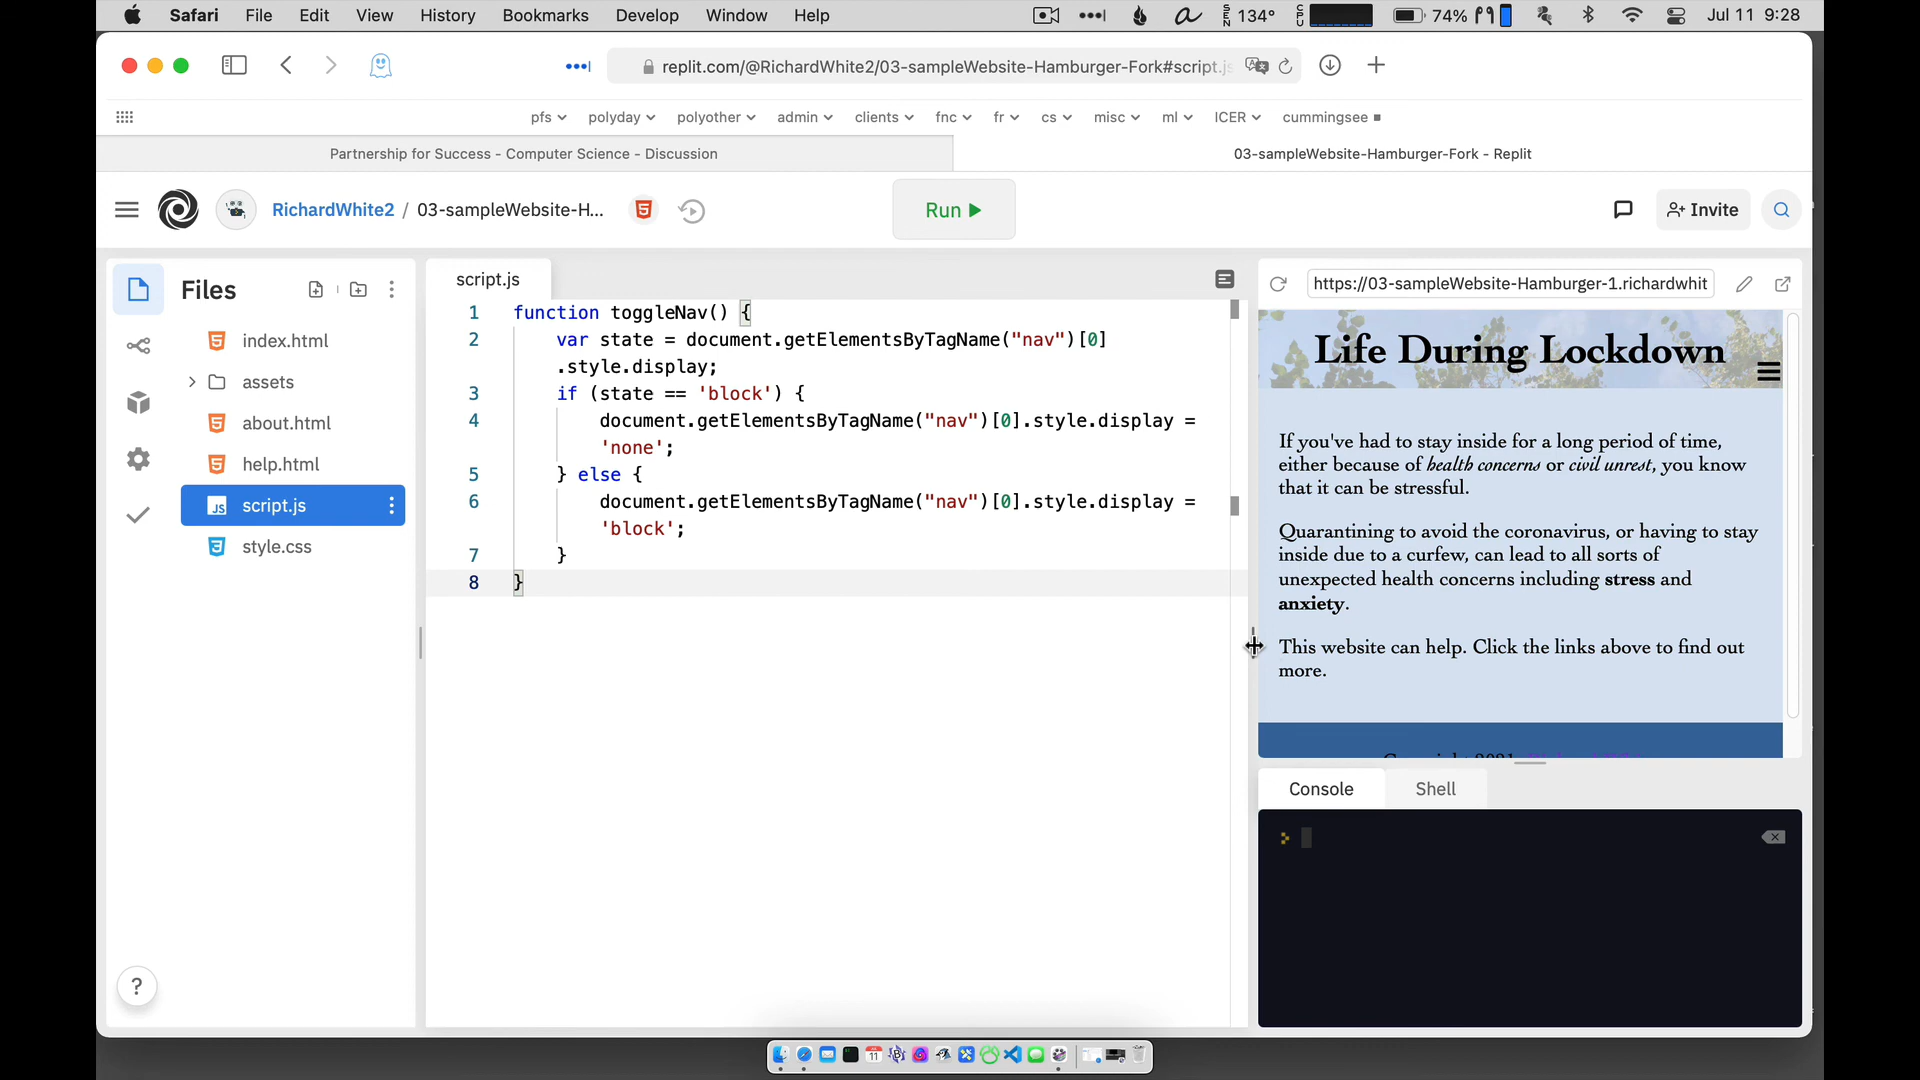 Safari File Edit View History Bookmarks Develop Window Help
SEN 134° CPU 74% Jul 11 9:28
replit.com/@RichardWhite2/03-sampleWebsite-Hamburger-Fork#script.js
pfs polyday polyother admin clients fnc fr cs misc ml ICER cummingsee
Partnership for Success - Computer Science - Discussion
03-sampleWebsite-Hamburger-Fork - Replit
RichardWhite2 / 03-sampleWebsite-H...
Run
Invite
Files
index.html
assets
about.html
help.html
JS script.js
style.css
?
script.js
1 function toggleNav() {
2 var state = document.getElementsByTagName("nav")[0]
.style.display;
3 if (state == 'block') {
4 document.getElementsByTagName("nav")[0].style.display =
'none';
5 } else {
6 document.getElementsByTagName("nav")[0].style.display =
'block';
7 }
8 }
https://03-sampleWebsite-Hamburger-1.richardwhit
Life During Lockdown
If you've had to stay inside for a long period of time,
either because of health concerns or civil unrest, you know
that it can be stressful.
Quarantining to avoid the coronavirus, or having to stay
inside due to a curfew, can lead to all sorts of
unexpected health concerns including stress and
anxiety.
This website can help. Click the links above to find out
more.
Console Shell
11